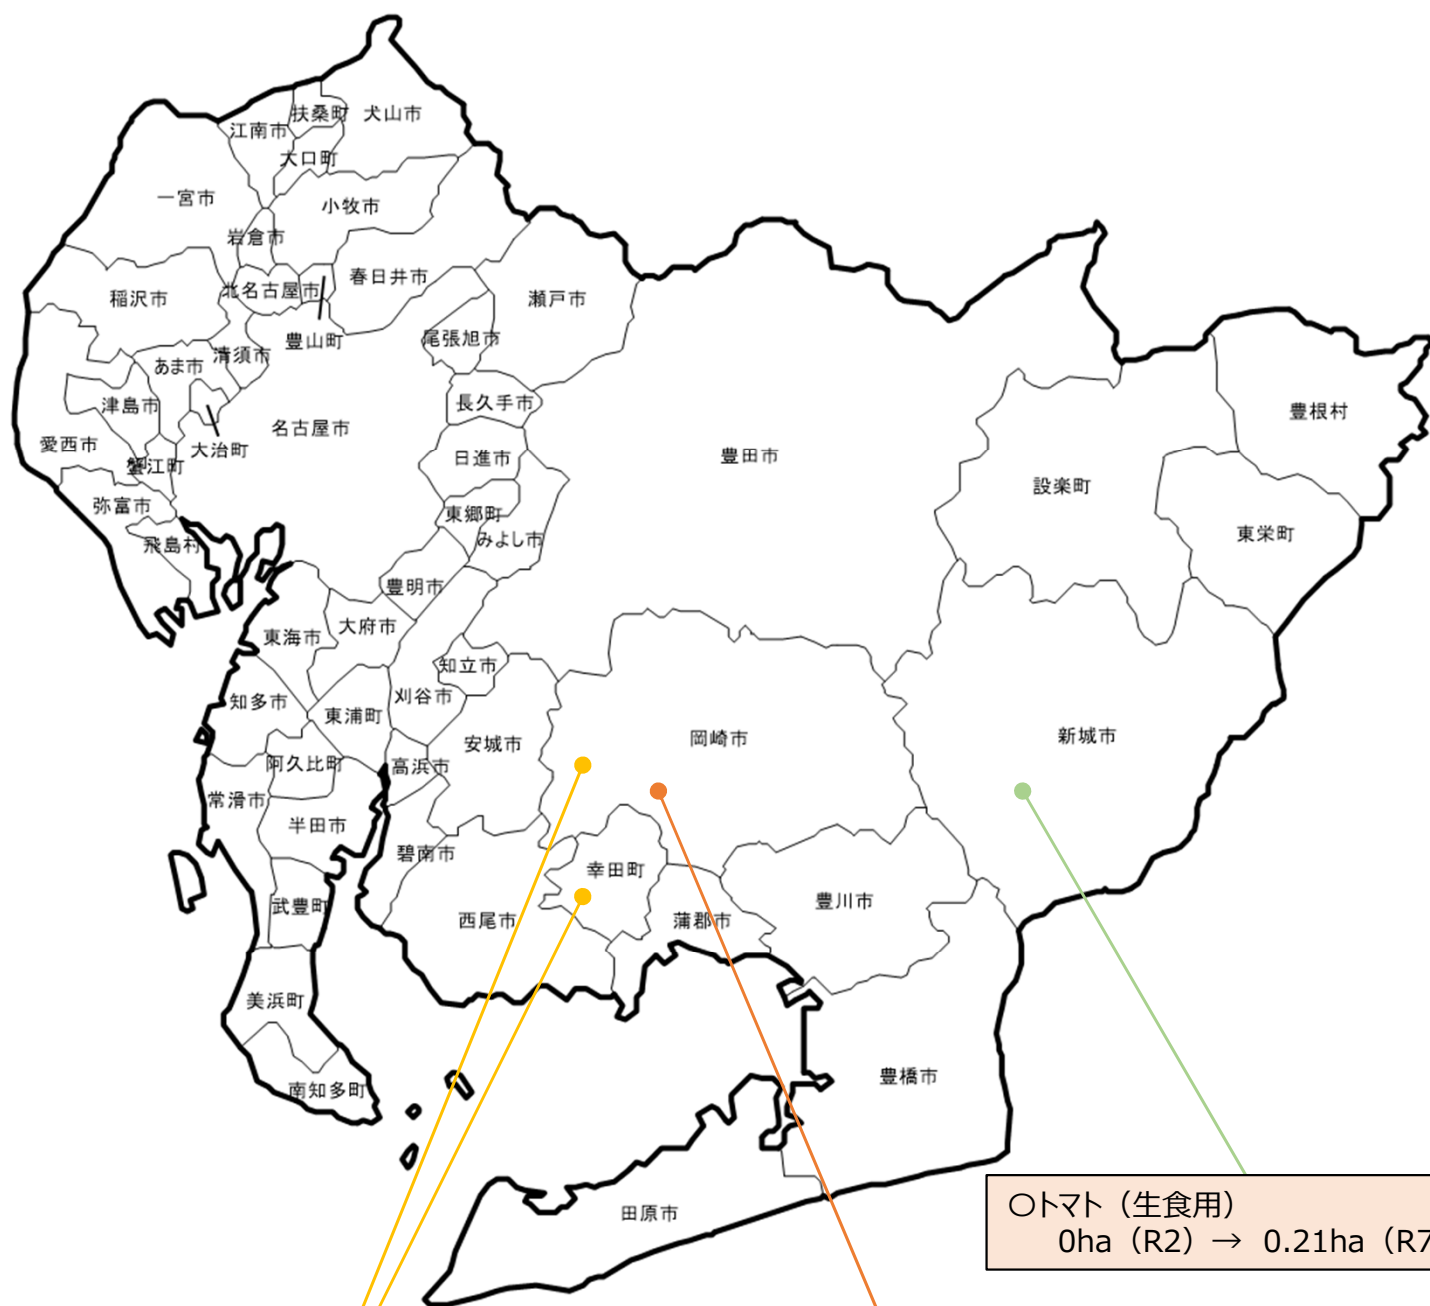 扶桑町
犬山市
江南市
大口町
一宮市
小牧市
岩倉市
春日井市
北名古屋市
稲沢市
瀬戸市
豊山町
尾張旭市
清須市
あま市
津島市
長久手市
豊根村
名古屋市
愛西市
大治町
豊田市
日進市
蟹江町
設楽町
弥富市
東郷町
東栄町
みよし市
飛島村
豊明市
大府市
東海市
知立市
刈谷市
知多市
東浦町
岡崎市
新城市
安城市
阿久比町
高浜市
常滑市
半田市
碧南市
幸田町
豊川市
武豊町
西尾市
蒲郡市
美浜町
豊橋市
南知多町
田原市
〇トマト（生食用）
0ha（R2）→ 0.21ha（R7